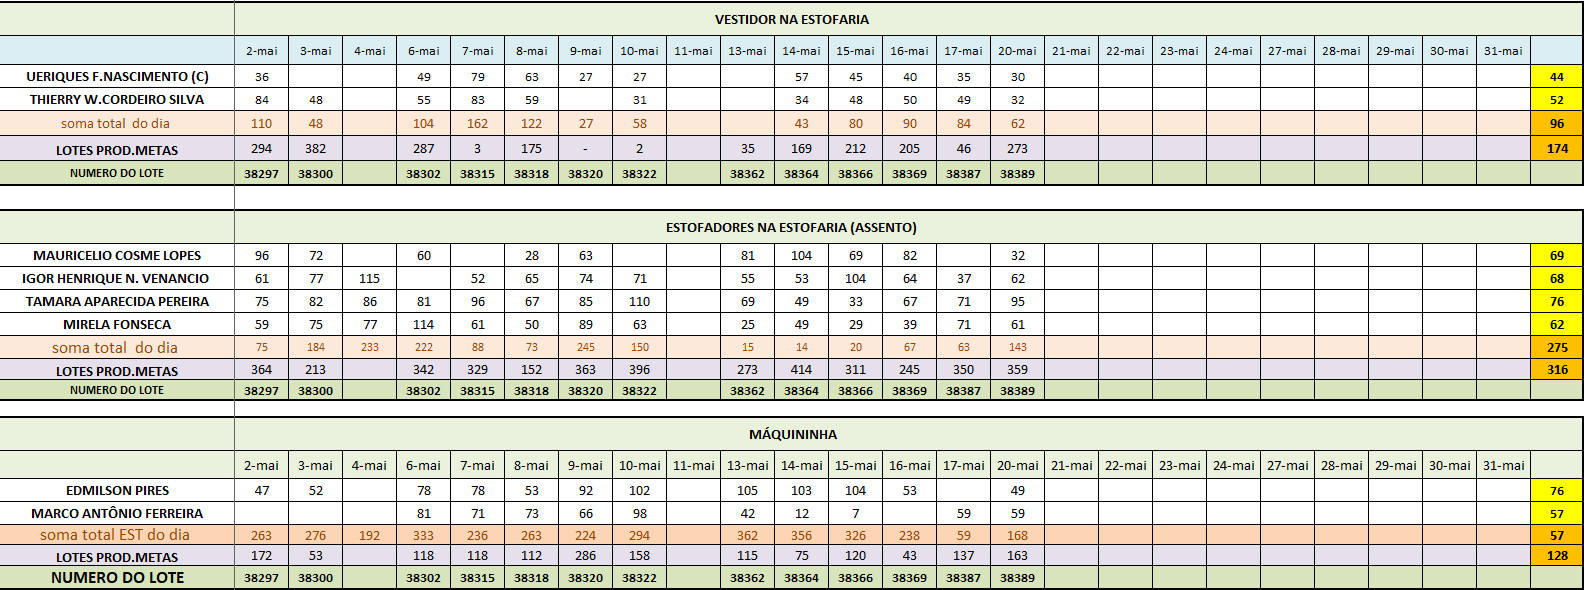 VESTIDOR NA ESTOFARIA
2-mai 3-mai 4-mai 6-mai 7-mai 8-mai 9-mai 10-mai 11-mai 13-mai 14-mai 15-mai 16-mai 17-mai 20-mai 21-mai 22-mai 23-mai 24-mai 27-mai 28-mai 29-mai 30-mai 31-mai
UERIQUES F.NASCIMENTO (C) 36 49 79 63 27 27 57 45 40 35 30 44
THIERRY W.CORDEIRO SILVA 84 48 55 83 59 31 34 48 50 49 32 52
soma total do dia 110 48 104 162 122 27 58 43 80 90 84 62 96
LOTES PROD.METAS 294 382 287 3 175 - 2 35 169 212 205 46 273 174
NUMERO DO LOTE 38297 38300 38302 38315 38318 38320 38322 38362 38364 38366 38369 38387 38389
ESTOFADORES NA ESTOFARIA (ASSENTO)
MAURICELIO COSME LOPES 96 72 60 28 63 81 104 69 82 32 69
IGOR HENRIQUE N. VENANCIO 61 77 115 52 65 74 71 55 53 104 64 37 62 68
TAMARA APARECIDA PEREIRA 75 82 86 81 96 67 85 110 69 49 33 67 71 95 76
MIRELA FONSECA 59 75 77 114 61 50 89 63 25 49 29 39 71 61 62
soma total do dia 75 184 233 222 88 73 245 150 15 14 20 67 63 143 275
LOTES PROD.METAS 364 213 342 329 152 363 396 273 414 311 245 350 359 316
NUMERO DO LOTE 38297 38300 38302 38315 38318 38320 38322 38362 38364 38366 38369 38387 38389
MÁQUININHA
2-mai 3-mai 4-mai 6-mai 7-mai 8-mai 9-mai 10-mai 11-mai 13-mai 14-mai 15-mai 16-mai 17-mai 20-mai 21-mai 22-mai 23-mai 24-mai 27-mai 28-mai 29-mai 30-mai 31-mai
EDMILSON PIRES 47 52 78 78 53 92 102 105 103 104 53 49 76
MARCO ANTÔNIO FERREIRA 81 71 73 66 98 42 12 7 59 59 57
soma total EST do dia 263 276 192 333 236 263 224 294 362 356 326 238 59 168 57
LOTES PROD.METAS 172 53 118 118 112 286 158 115 75 120 43 137 163 128
NUMERO DO LOTE 38297 38300 38302 38315 38318 38320 38322 38362 38364 38366 38369 38387 38389